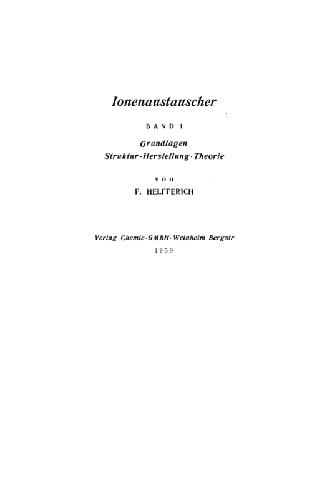 Ionenaustauscher
BAND I
Grundlagen
Struktur·Herstellung·Theorie
VON
F. HELFFERICH
Verlag Chemie·GMBH·Weinheim Bergstr
1959